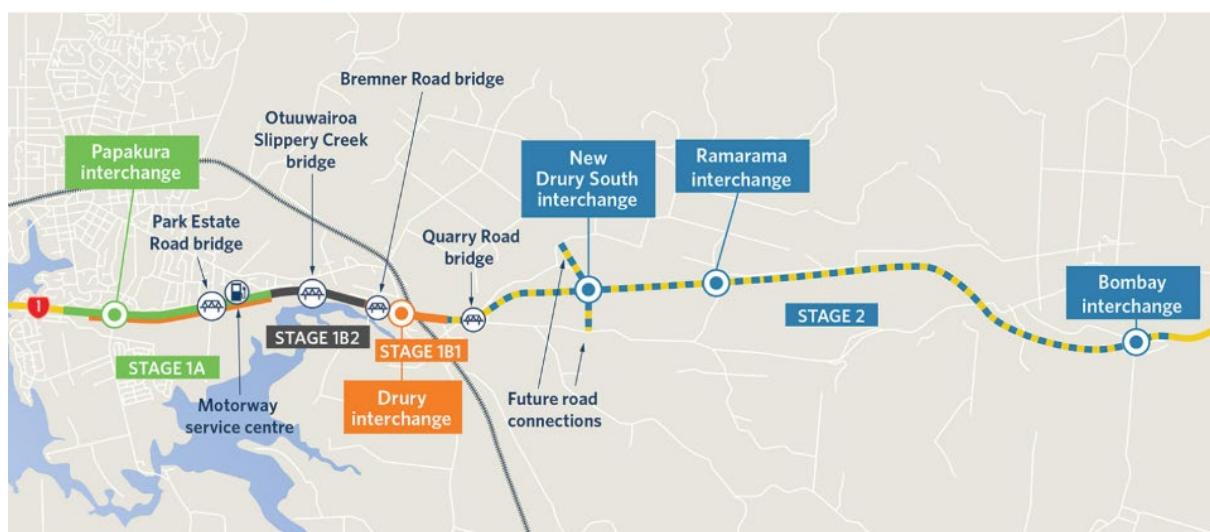 Bremner Road bridge
Otuuwairoa
Slippery Creek
bridge
Papakura
interchange
New
Drury South
interchange
Ramarama
interchange
Park Estate
Road bridge
Quarry Road
bridge
Bombay
interchange
1
STAGE 1B2
STAGE 2
STAGE 1A
STAGE 1B1
Motorway
service centre
Drury
interchange
Future road
connections